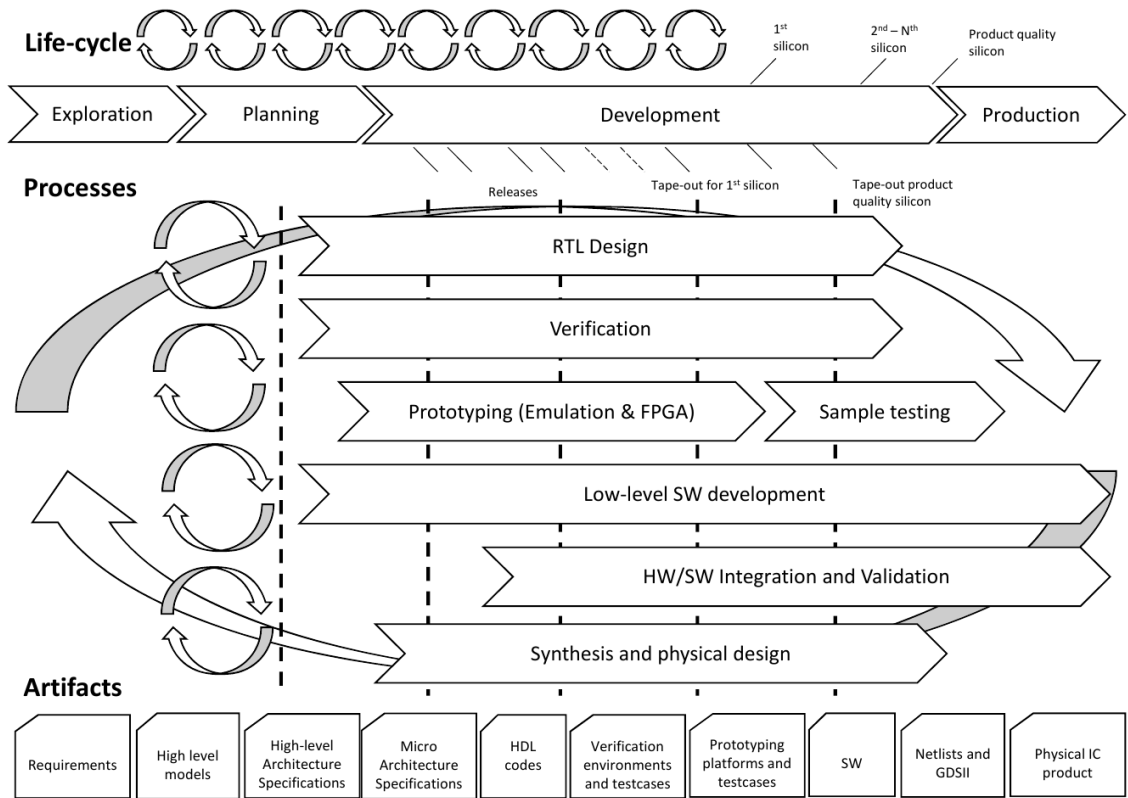 Life-cycle
1st
silicon
2nd – Nth
silicon
Product quality
silicon
Exploration
Planning
Development
Production
Processes
Releases
Tape-out for 1st silicon
Tape-out product
quality silicon
RTL Design
Verification
Prototyping (Emulation & FPGA)
Sample testing
Low-level SW development
HW/SW Integration and Validation
Synthesis and physical design
Artifacts
Requirements
High level
models
High-level
Architecture
Specifications
Micro
Architecture
Specifications
HDL
codes
Verification
environments
and testcases
Prototyping
platforms and
testcases
SW
Netlists and
GDSII
Physical IC
product